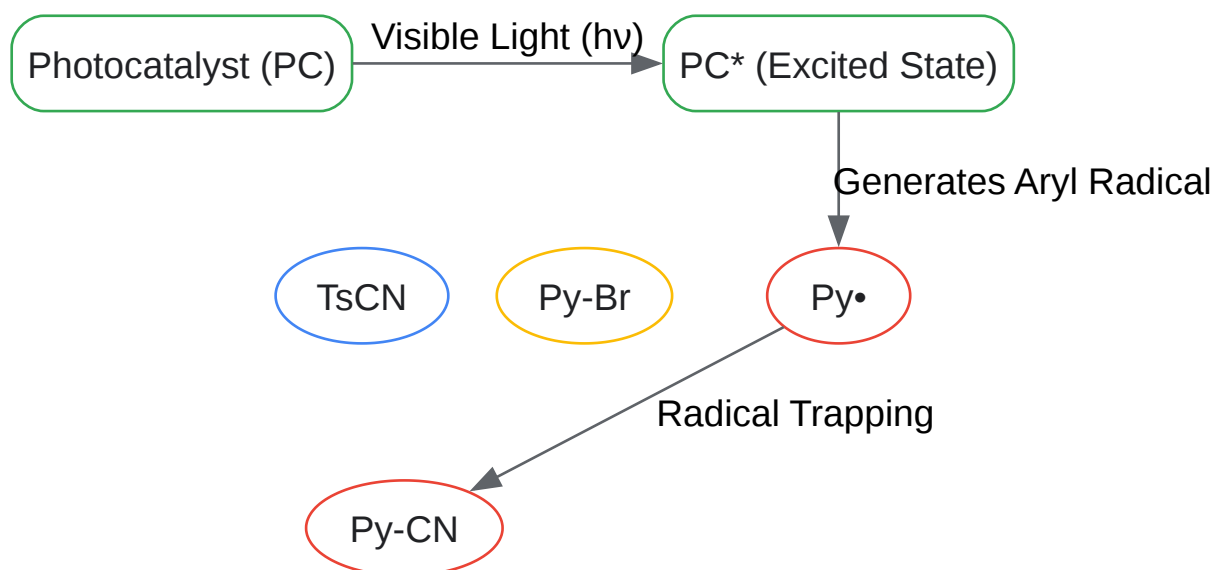 Photocatalyst (PC)
Visible Light (hν)
PC* (Excited State)
Generates Aryl Radical
TsCN
Py-Br
Py•
Radical Trapping
Py-CN